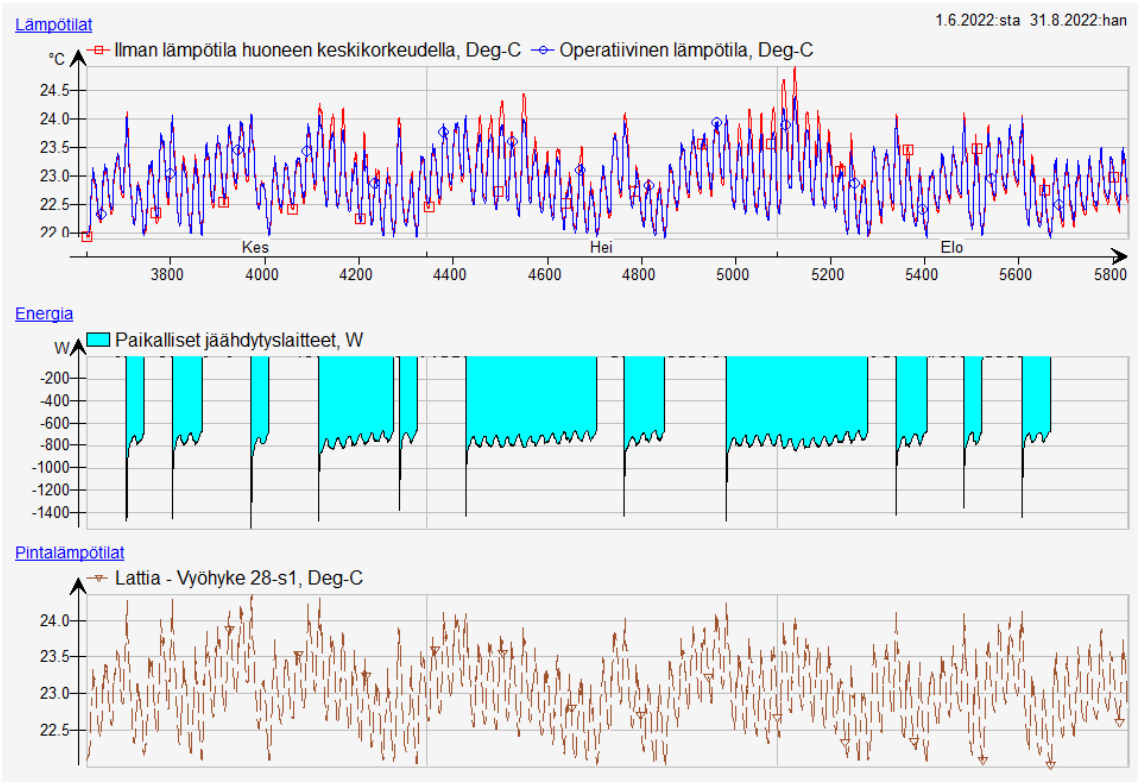 Lämpötilat
1.6.2022:sta 31.8.2022:han
°C
Ilman lämpötila huoneen keskikorkeudella, Deg-C
Operatiivinen lämpötila, Deg-C
24.5
24.0
23.5
23.0
22.5
22.0
Kes Hei Elo
3800 4000 4200 4400 4600 4800 5000 5200 5400 5600 5800
Energia
W
Paikalliset jäähdytyslaitteet, W
-200
-400
-600
-800
-1000
-1200
-1400
Pintalämpötilat
Lattia - Vyöhyke 28-s1, Deg-C
24.0
23.5
23.0
22.5